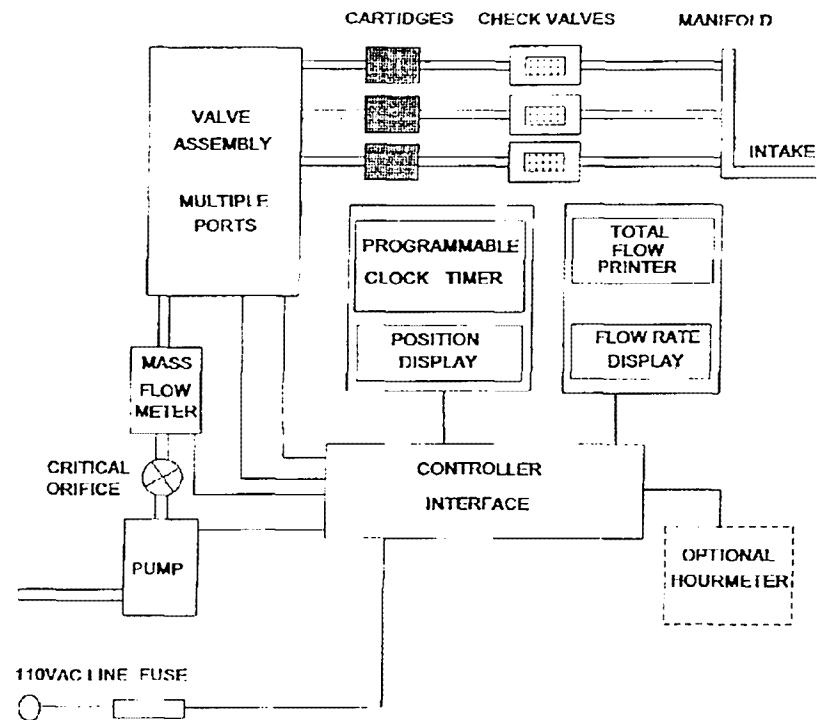 CARTIDGES CHECK VALVES MANIFOLD
VALVE
ASSEMBLY
MULTIPLE
PORTS
INTAKE
PROGRAMMABLE
CLOCK TIMER
POSITION
DISPLAY
TOTAL
FLOW
PRINTER
FLOW RATE
DISPLAY
MASS
FLOW
METER
CRITICAL
ORIFICE
PUMP
CONTROLLER
INTERFACE
OPTIONAL
HOURMETER
110VAC LINE FUSE